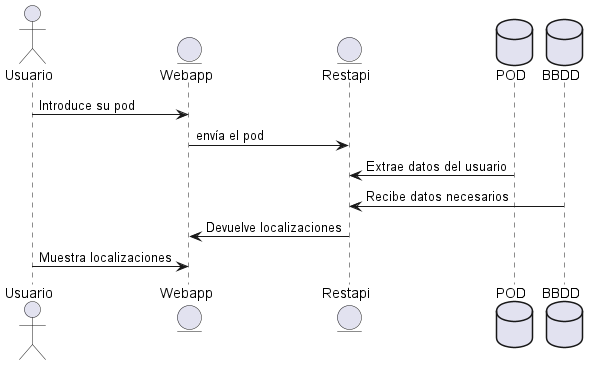 Usuario Webapp Restapi POD BBDD
Introduce su pod
envía el pod
Extrae datos del usuario
Recibe datos necesarios
Devuelve localizaciones
Muestra localizaciones
Usuario Webapp Restapi POD BBDD